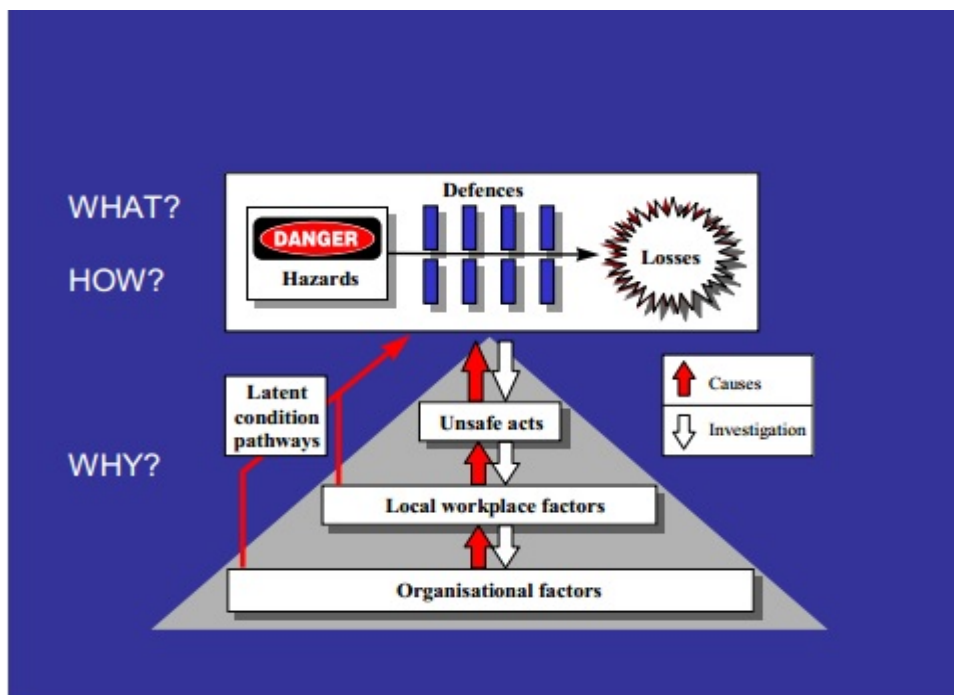 WHAT?
HOW?
WHY?
Defences
DANGER
Hazards
Losses
Latent
condition
pathways
Causes
Investigation
Unsafe acts
Local workplace factors
Organisational factors